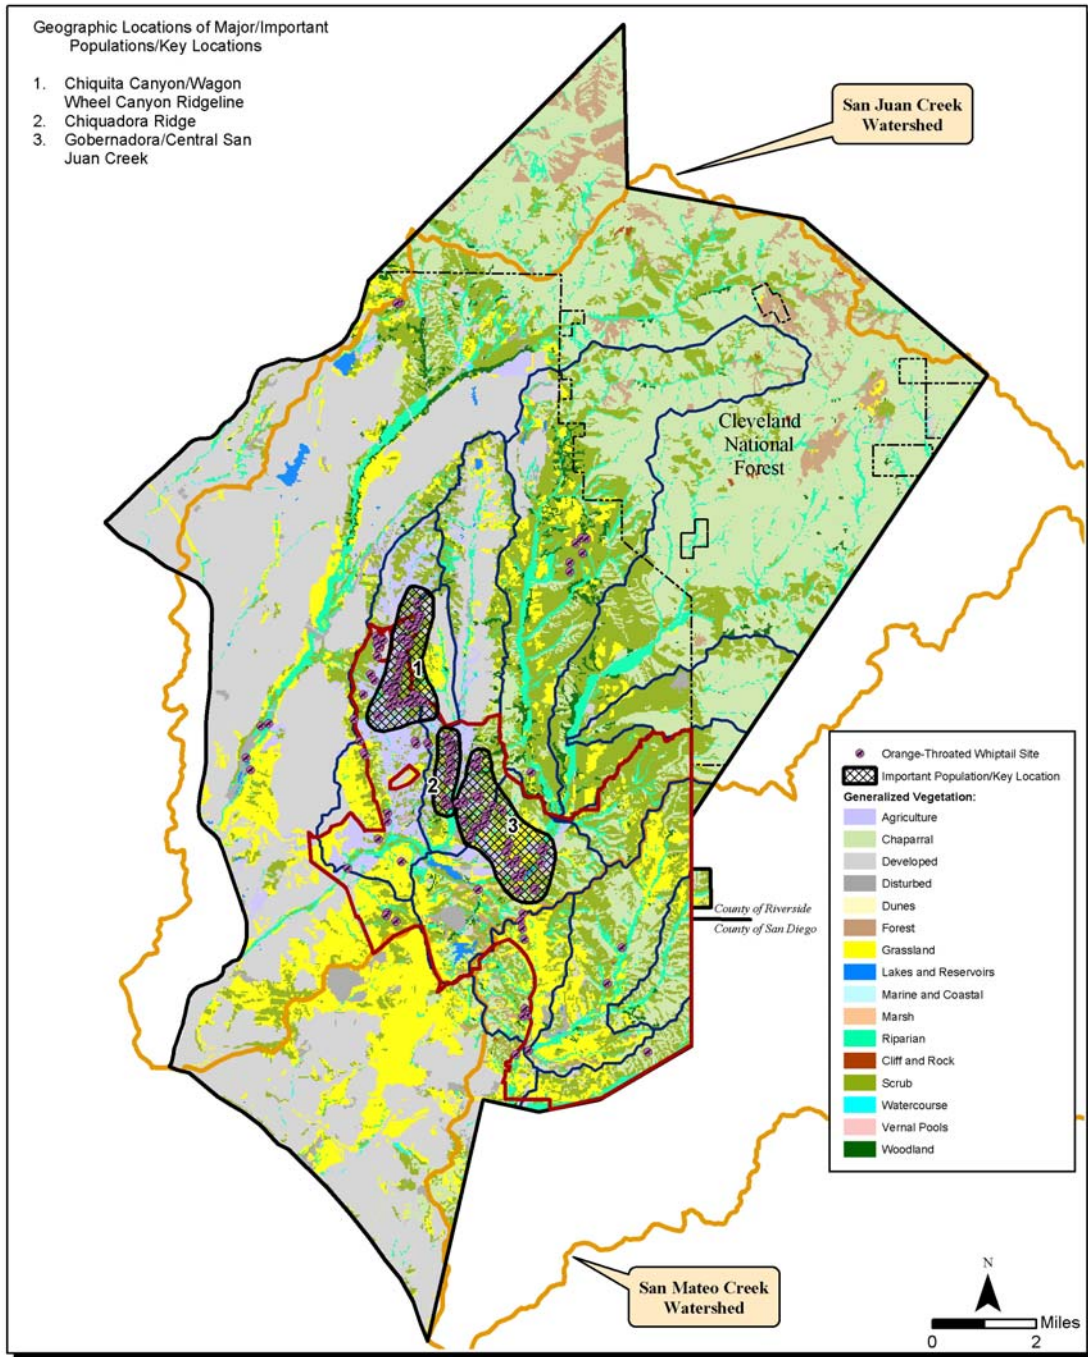 Geographic Locations of Major/Important
Populations/Key Locations
1. Chiquita Canyon/Wagon
Wheel Canyon Ridgeline
2. Chiquadora Ridge
3. Gobernadora/Central San
Juan Creek
San Juan Creek
Watershed
Cleveland
National
Forest
1
2
3
Orange-Throated Whiptail Site
Important Population/Key Location
Generalized Vegetation:
Agriculture
Chaparral
Developed
Disturbed
Dunes
Forest
Grassland
Lakes and Reservoirs
Marine and Coastal
Marsh
Riparian
Cliff and Rock
Scrub
Watercourse
Vernal Pools
Woodland
County of Riverside
County of San Diego
San Mateo Creek
Watershed
N
Miles
0 2